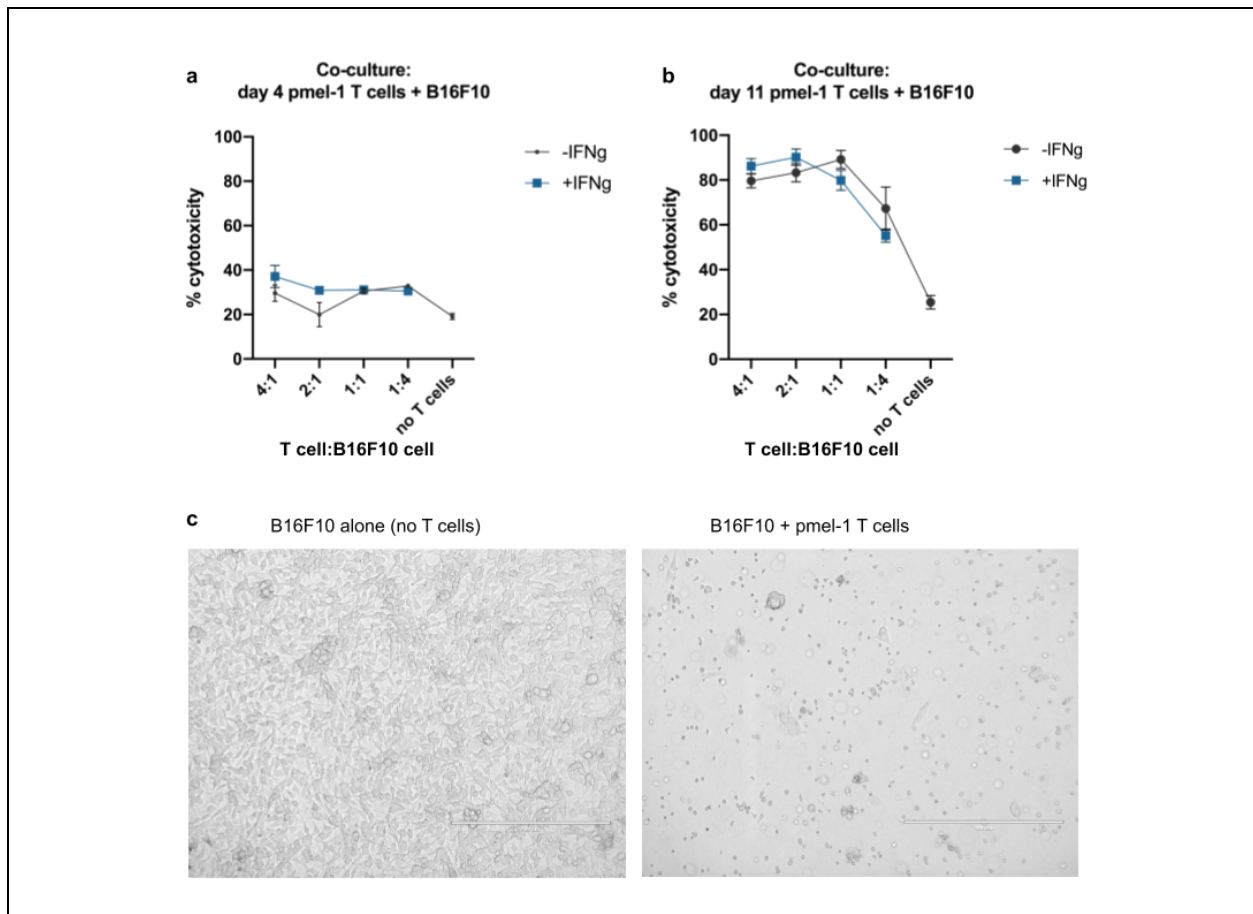 a
Co-culture:
day 4 pmel-1 T cells + B16F10
% cytotoxicity
100
80
60
40
20
0
4:1
2:1
1:1
1:4
no T cells
T cell:B16F10 cell
-IFNg
+IFNg
b
Co-culture:
day 11 pmel-1 T cells + B16F10
% cytotoxicity
100
80
60
40
20
0
4:1
2:1
1:1
1:4
no T cells
T cell:B16F10 cell
-IFNg
+IFNg
c
B16F10 alone (no T cells)
B16F10 + pmel-1 T cells